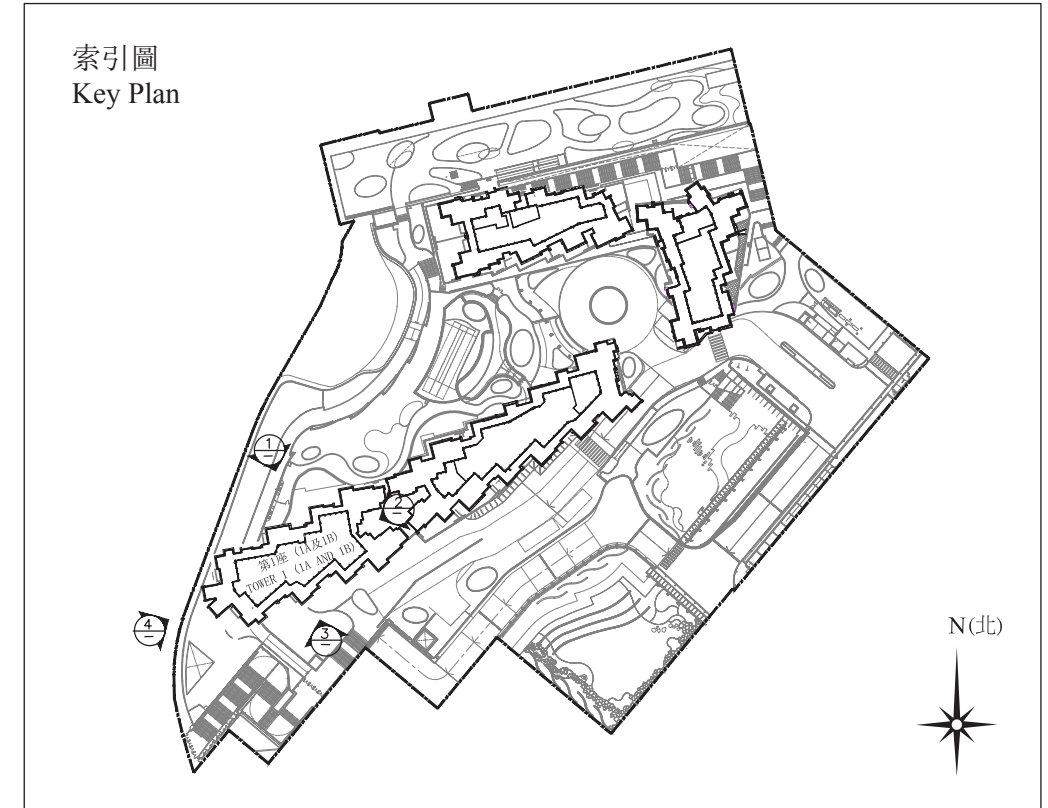 索引圖
Key Plan
1
–
2
–
第1座 (1A及1B)
TOWER 1 (1A AND 1B)
4
–
3
–
N(北)